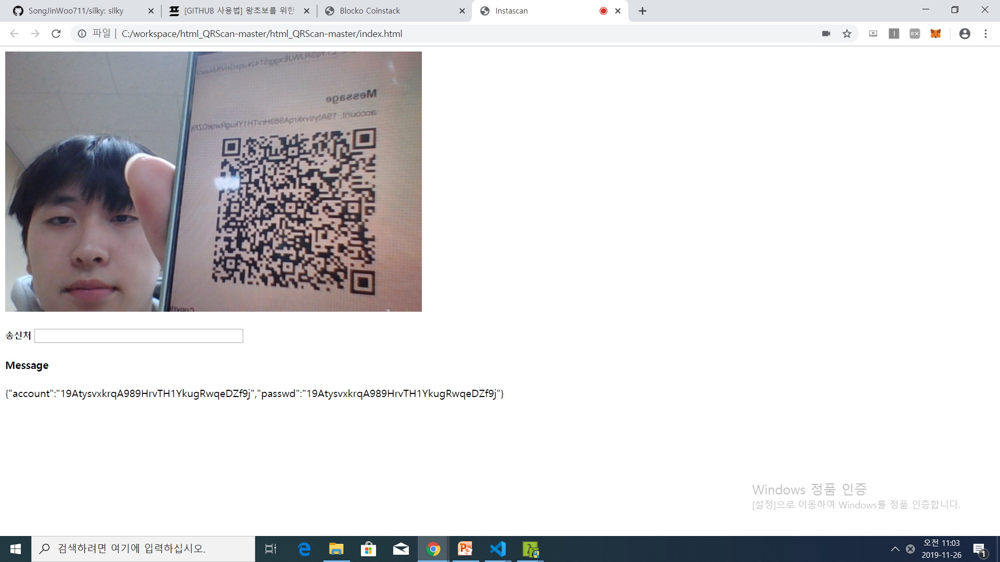 SongJinWoo711/silky: silky
[GITHUB 사용법] 왕초보를 위한
Blocko Coinstack
Instascan
파일 | C:/workspace/html_QRScan-master/html_QRScan-master/index.html
Message
account: 19AtysvxkrqA989HrvTH1YkugRwqeDZf9j
송신처
Message
{"account":"19AtysvxkrqA989HrvTH1YkugRwqeDZf9j","passwd":"19AtysvxkrqA989HrvTH1YkugRwqeDZf9j"}
Windows 정품 인증
[설정]으로 이동하여 Windows를 정품 인증합니다.
검색하려면 여기에 입력하십시오.
오전 11:03
2019-11-26
1